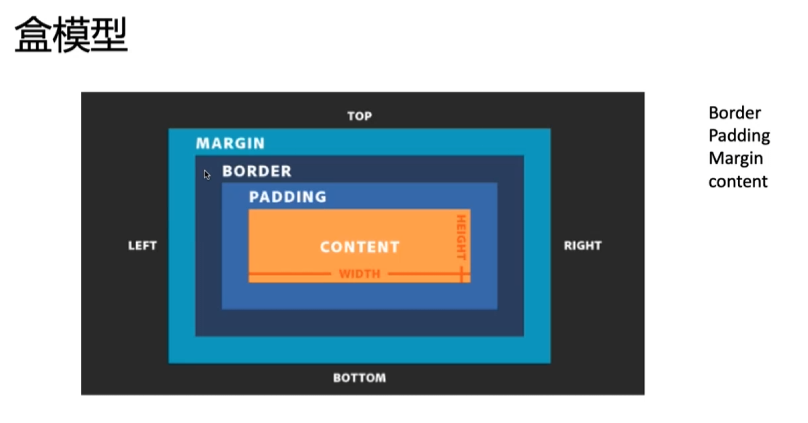 盒模型
TOP
MARGIN
BORDER
PADDING
LEFT
CONTENT
HEIGHT
RIGHT
WIDTH
BOTTOM
Border
Padding
Margin
content